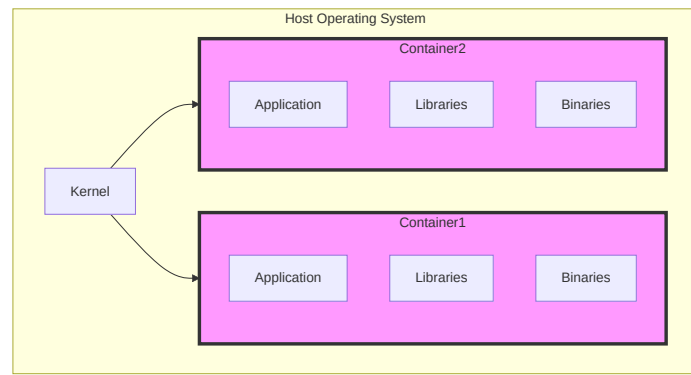 Host Operating System
Container2
Application
Libraries
Binaries
Kernel
Container1
Application
Libraries
Binaries